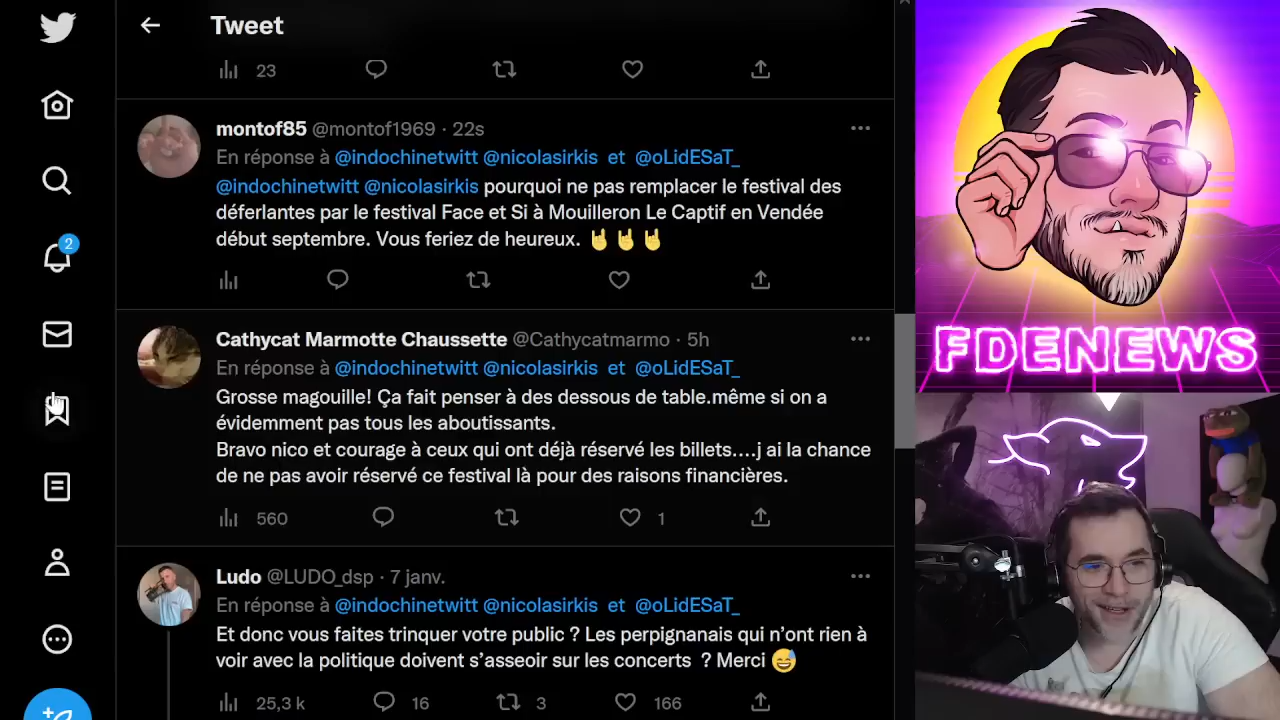 Tweet
23
montof85 @montof1969 · 22s
En réponse à @indochinetwitt @nicolasirkis et @oLidESaT_
@indochinetwitt @nicolasirkis pourquoi ne pas remplacer le festival des
déferlantes par le festival Face et Si à Mouilleron Le Captif en Vendée
début septembre. Vous feriez de heureux. 🤘🤘🤘
2
Cathycat Marmotte Chaussette @Cathycatmarmo · 5h
En réponse à @indochinetwitt @nicolasirkis et @oLidESaT_
Grosse magouille! Ça fait penser à des dessous de table.même si on a
évidemment pas tous les aboutissants.
Bravo nico et courage à ceux qui ont déjà réservé les billets....j ai la chance
de ne pas avoir réservé ce festival là pour des raisons financières.
560 1
Ludo @LUDO_dsp · 7 janv.
En réponse à @indochinetwitt @nicolasirkis et @oLidESaT_
Et donc vous faites trinquer votre public ? Les perpignanais qui n'ont rien à
voir avec la politique doivent s'asseoir sur les concerts ? Merci 😅
25,3 k 16 3 166
FDENEWS